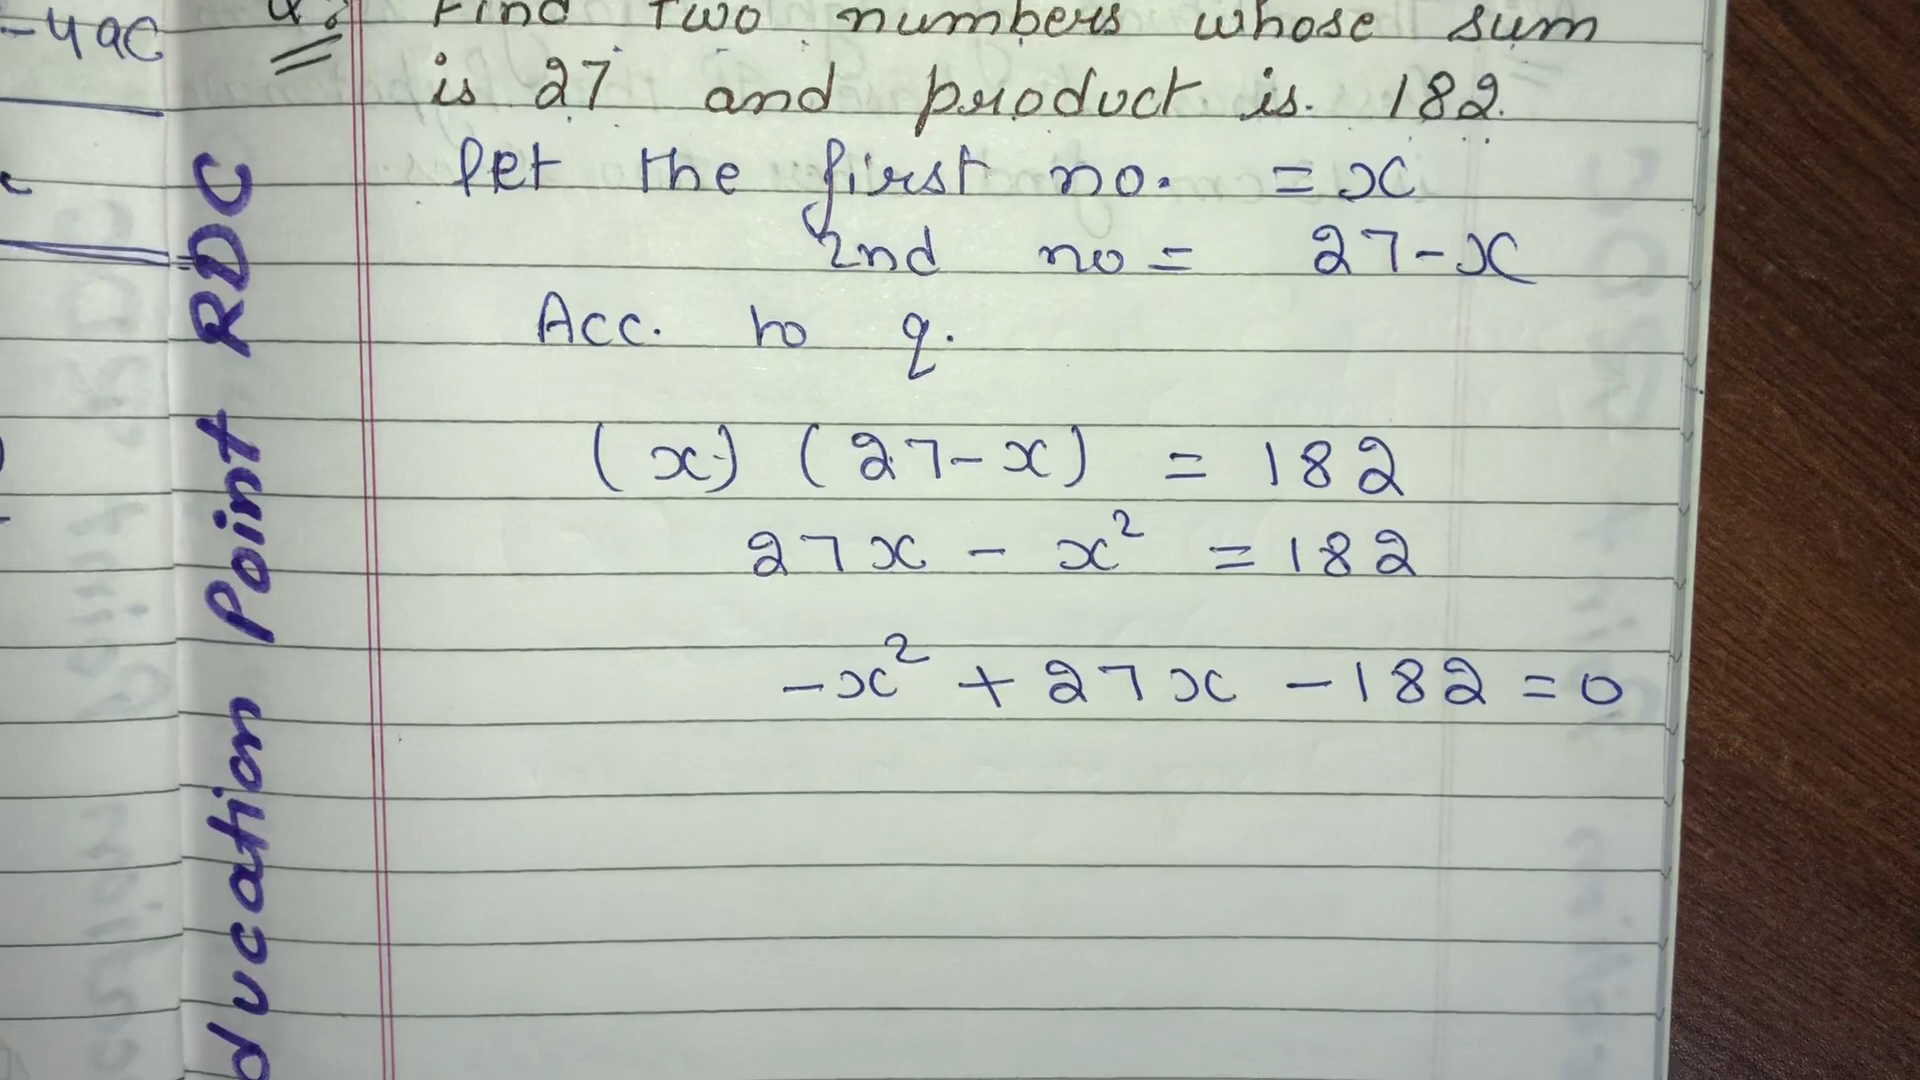 -4ac
Find Two numbers whose sum
is 27 and product is. 182.
let the first no. = x
2nd no = 27-x
Acc. to q.
(x) (27-x) = 182
27x - x² = 182
-x² + 27x - 182 = 0
ducation Point RDC